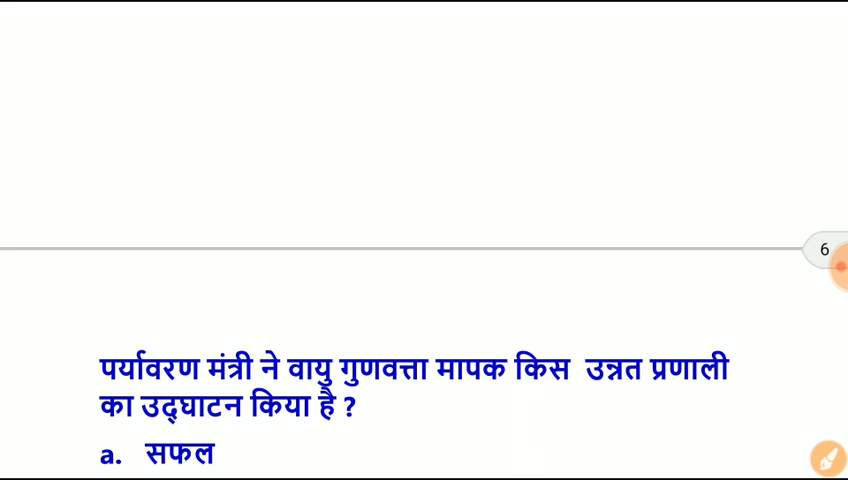 6
पर्यावरण मंत्री ने वायु गुणवत्ता मापक किस उन्नत प्रणाली
का उद्घाटन किया है ?
a. सफल